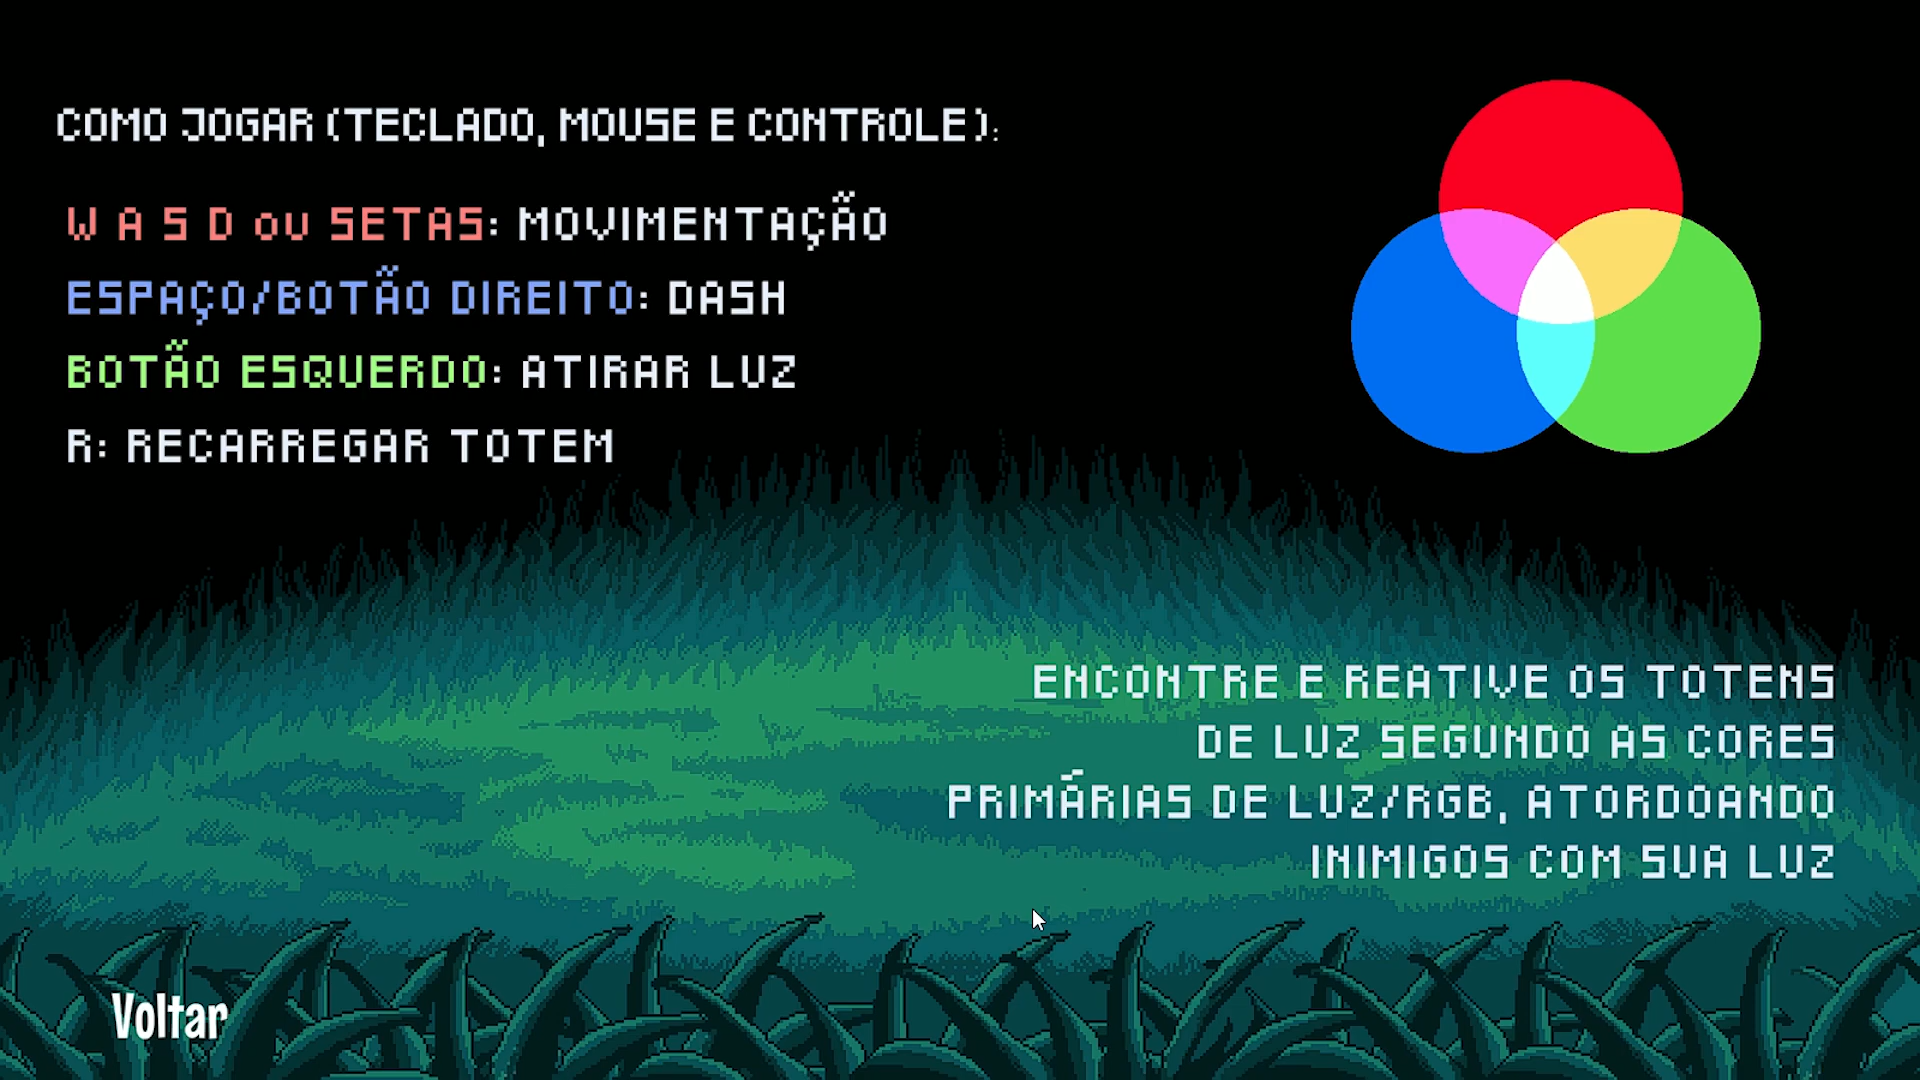 COMO JOGAR (TECLADO, MOUSE E CONTROLE):
W A S D ou SETAS: MOVIMENTAÇÃO
ESPAÇO/BOTÃO DIREITO: DASH
BOTÃO ESQUERDO: ATIRAR LUZ
R: RECARREGAR TOTEM
ENCONTRE E REATIVE OS TOTENS
DE LUZ SEGUNDO AS CORES
PRIMÁRIAS DE LUZ/RGB, ATORDOANDO
INIMIGOS COM SUA LUZ
Voltar